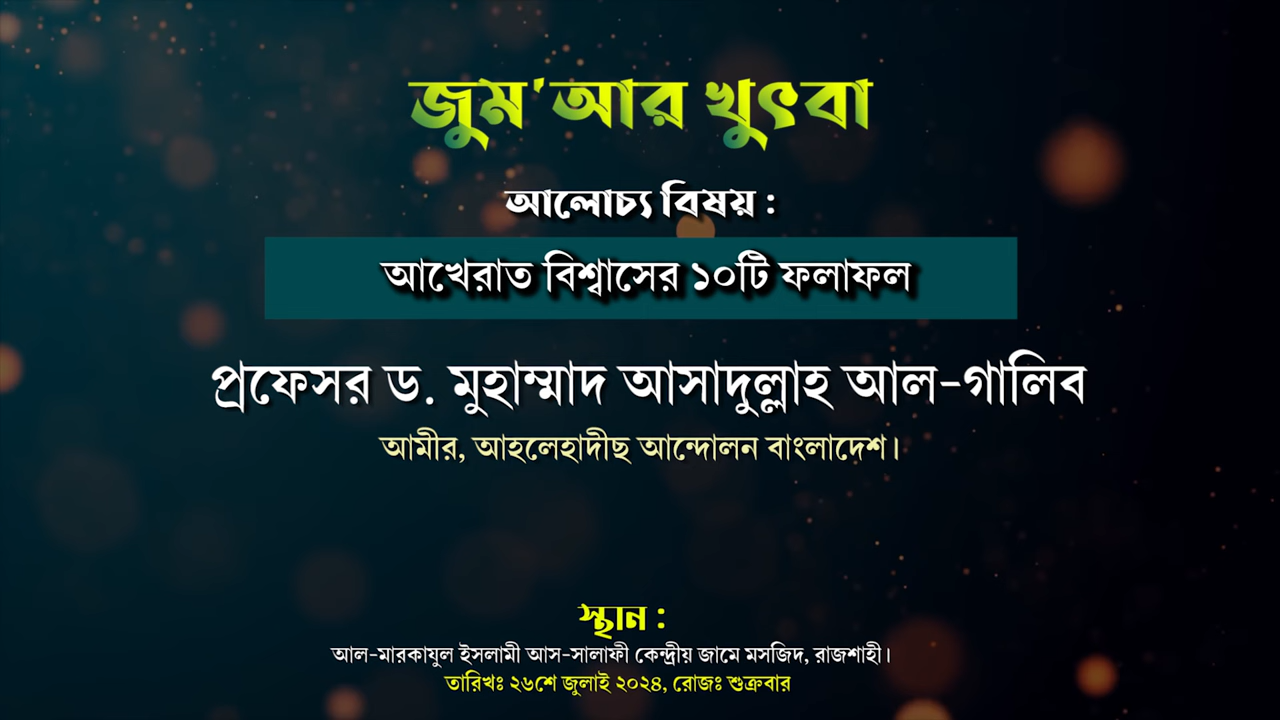 জুম'আর খুৎবা
আলোচ্য বিষয় :
আখেরাত বিশ্বাসের ১০টি ফলাফল
প্রফেসর ড. মুহাম্মাদ আসাদুল্লাহ আল-গালিব
আমীর, আহলেহাদীছ আন্দোলন বাংলাদেশ।
স্থান :
আল-মারকাযুল ইসলামী আস-সালাফী কেন্দ্রীয় জামে মসজিদ, রাজশাহী।
তারিখঃ ২৬শে জুলাই ২০২৪, রোজঃ শুক্রবার